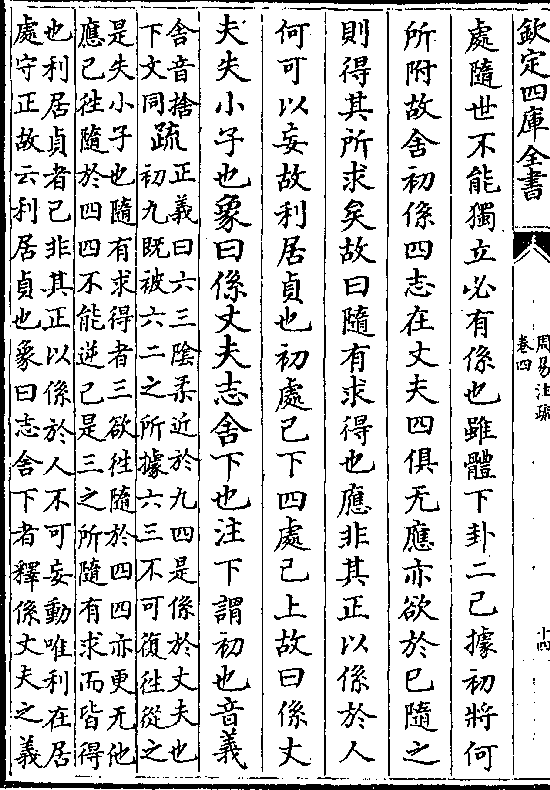 欽定四庫全書
周易注疏
卷四
十四
處隨世不能獨立必有係也雖體下卦二已據初將何
所附故舍初係四志在丈夫四俱无應亦欲於已隨之
則得其所求矣故曰隨有求得也應非其正以係於人
何可以妄故利居貞也初處已下四處已上故曰係丈
夫失小子也象曰係丈夫志舍下也注下謂初也音義
舍音捨疏正義曰六三隂柔近於九四是係於丈夫也
下文同疏初九既被六二之所據六三不可復往從之
是失小子也隨有求得者三欲往隨於四四亦更无他
應已往隨於四四不能逆已是三之所隨有求而皆得
也利居貞者已非其正以係於人不可妄動唯利在居
處守正故云利居貞也象曰志舍下者釋係丈夫之義